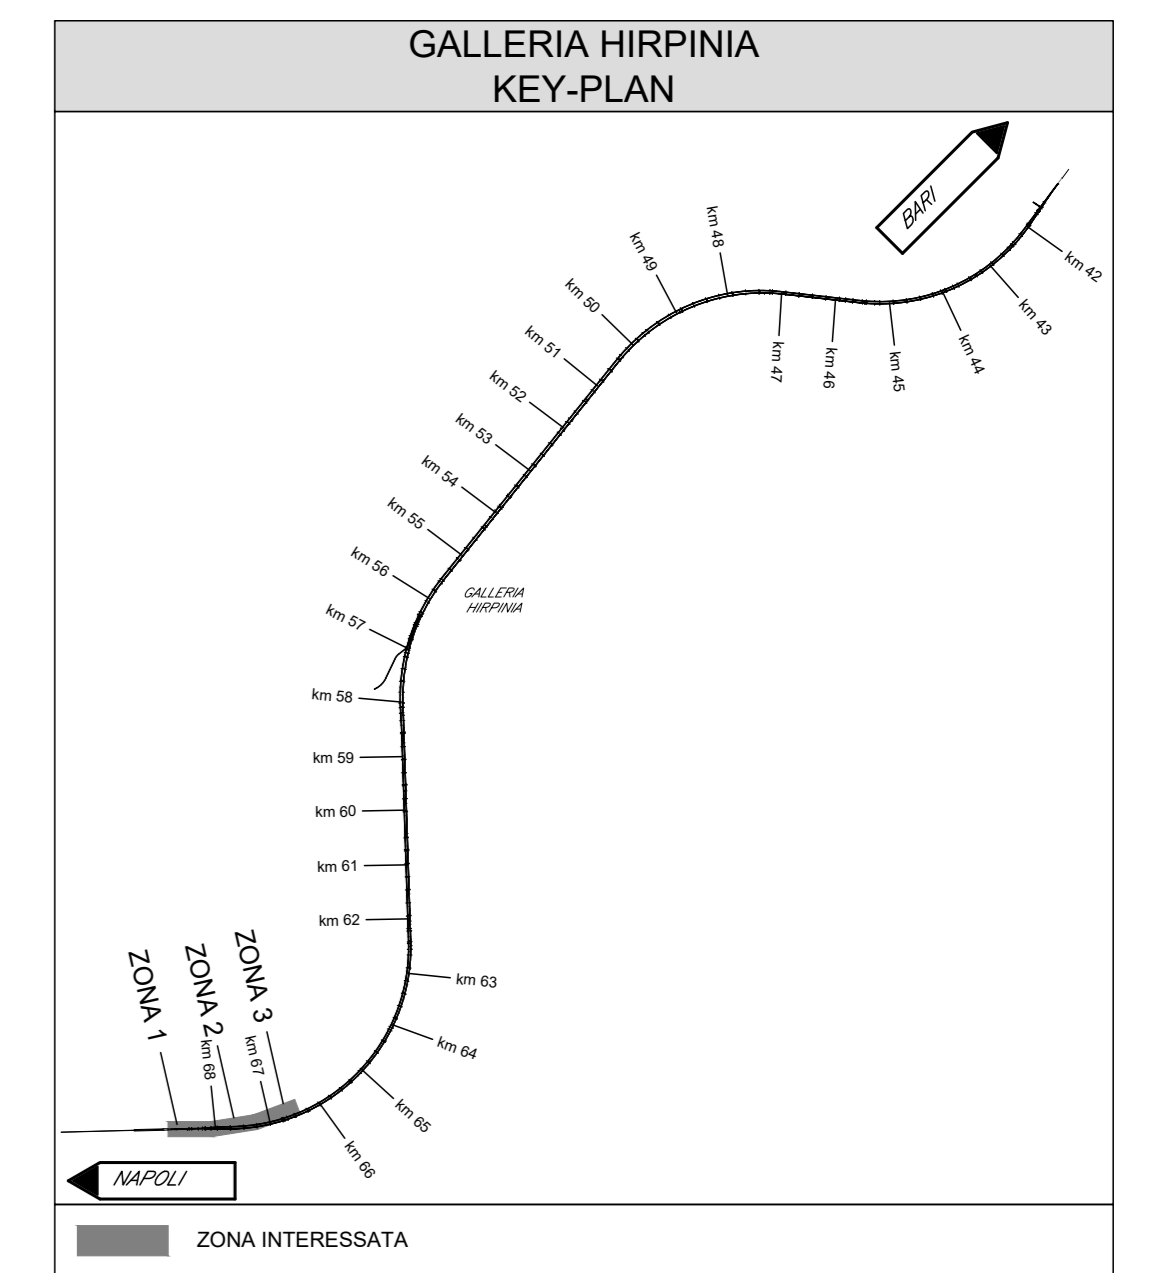 GALLERIA HIRPINIA
KEY-PLAN
BARI
km 42
km 43
km 44
km 45
km 46
km 47
km 48
km 49
km 50
km 51
km 52
km 53
km 54
km 55
km 56
GALLERIA
HIRPINIA
km 57
km 58
km 59
km 60
km 61
km 62
km 63
km 64
km 65
km 66
km 67
km 68
ZONA 1
ZONA 2
ZONA 3
NAPOLI
ZONA INTERESSATA